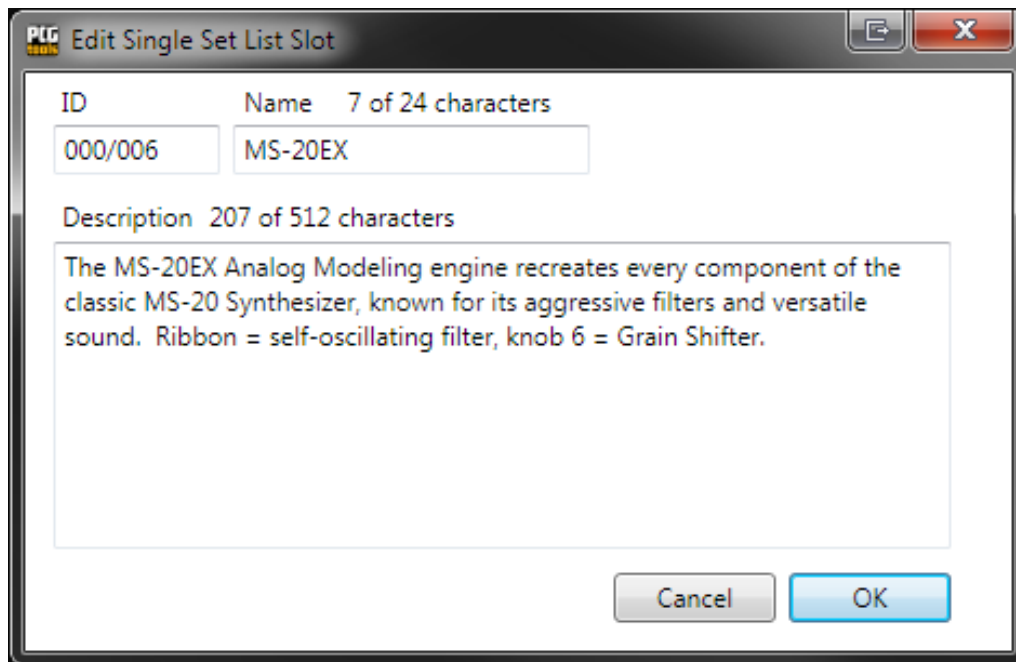 PCG tools Edit Single Set List Slot
ID Name 7 of 24 characters
000/006 MS-20EX
Description 207 of 512 characters
The MS-20EX Analog Modeling engine recreates every component of the
classic MS-20 Synthesizer, known for its aggressive filters and versatile
sound.  Ribbon = self-oscillating filter, knob 6 = Grain Shifter.
Cancel OK